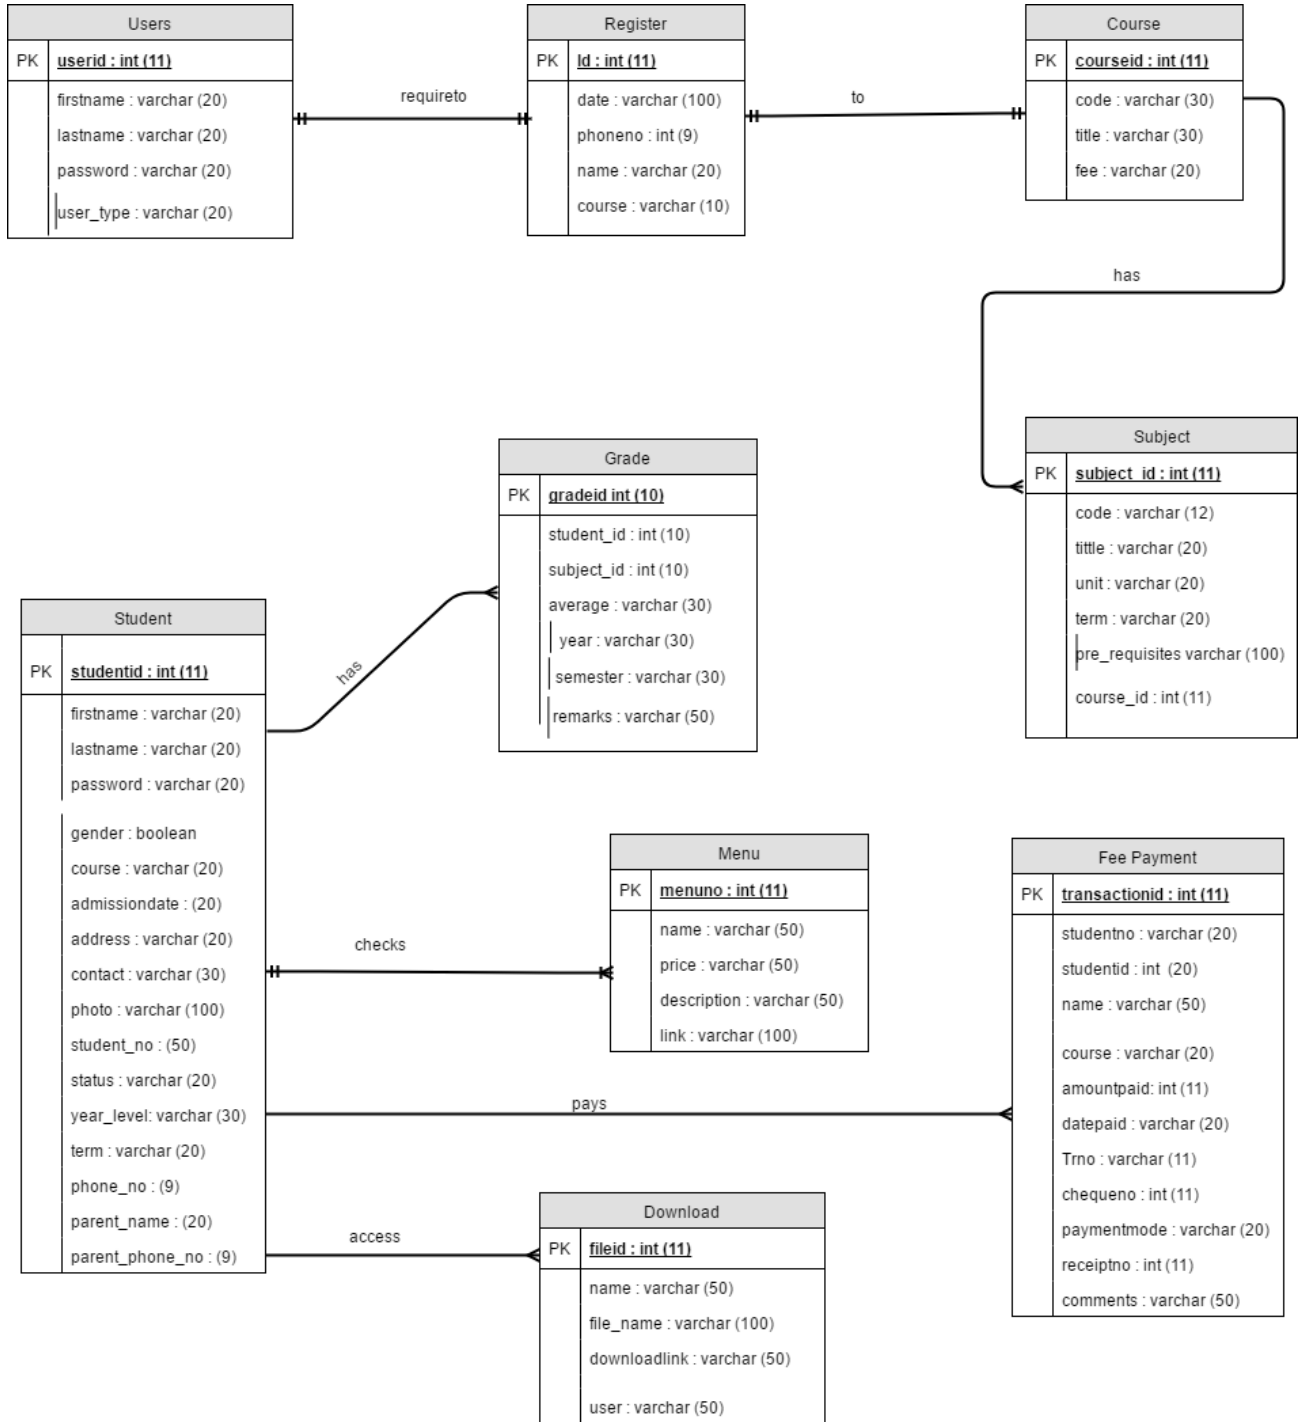 Users
PK userid : int (11)
firstname : varchar (20)
lastname : varchar (20)
password : varchar (20)
user_type : varchar (20)
requireto
Register
PK Id : int (11)
date : varchar (100)
phoneno : int (9)
name : varchar (20)
course : varchar (10)
to
Course
PK courseid : int (11)
code : varchar (30)
title : varchar (30)
fee : varchar (20)
has
Subject
PK subject_id : int (11)
code : varchar (12)
tittle : varchar (20)
unit : varchar (20)
term : varchar (20)
pre_requisites varchar (100)
course_id : int (11)
Grade
PK gradeid int (10)
student_id : int (10)
subject_id : int (10)
average : varchar (30)
year : varchar (30)
semester : varchar (30)
remarks : varchar (50)
has
Student
PK studentid : int (11)
firstname : varchar (20)
lastname : varchar (20)
password : varchar (20)
gender : boolean
course : varchar (20)
admissiondate : (20)
address : varchar (20)
contact : varchar (30)
photo : varchar (100)
student_no : (50)
status : varchar (20)
year_level: varchar (30)
term : varchar (20)
phone_no : (9)
parent_name : (20)
parent_phone_no : (9)
checks
Menu
PK menuno : int (11)
name : varchar (50)
price : varchar (50)
description : varchar (50)
link : varchar (100)
pays
Fee Payment
PK transactionid : int (11)
studentno : varchar (20)
studentid : int (20)
name : varchar (50)
course : varchar (20)
amountpaid: int (11)
datepaid : varchar (20)
Trno : varchar (11)
chequeno : int (11)
paymentmode : varchar (20)
receiptno : int (11)
comments : varchar (50)
access
Download
PK fileid : int (11)
name : varchar (50)
file_name : varchar (100)
downloadlink : varchar (50)
user : varchar (50)